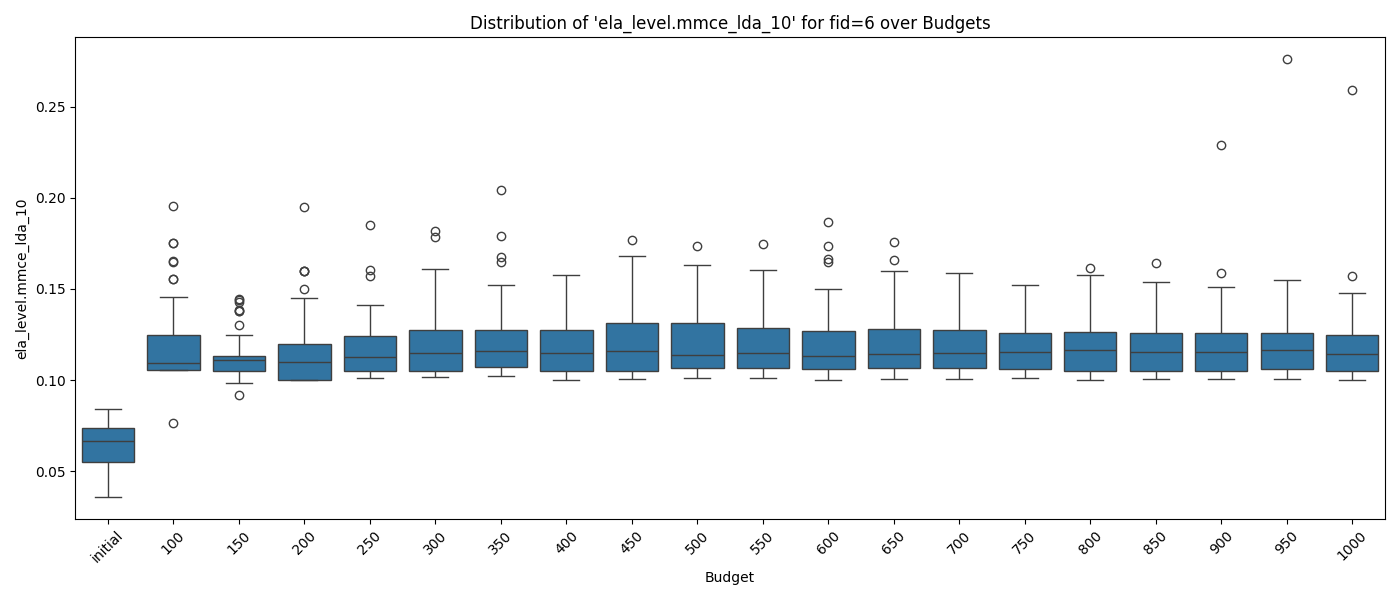 Distribution of 'ela_level.mmce_lda_10' for fid=6 over Budgets
ela_level.mmce_lda_10
0.25
0.20
0.15
0.10
0.05
initial 100 150 200 250 300 350 400 450 500 550 600 650 700 750 800 850 900 950 1000
Budget